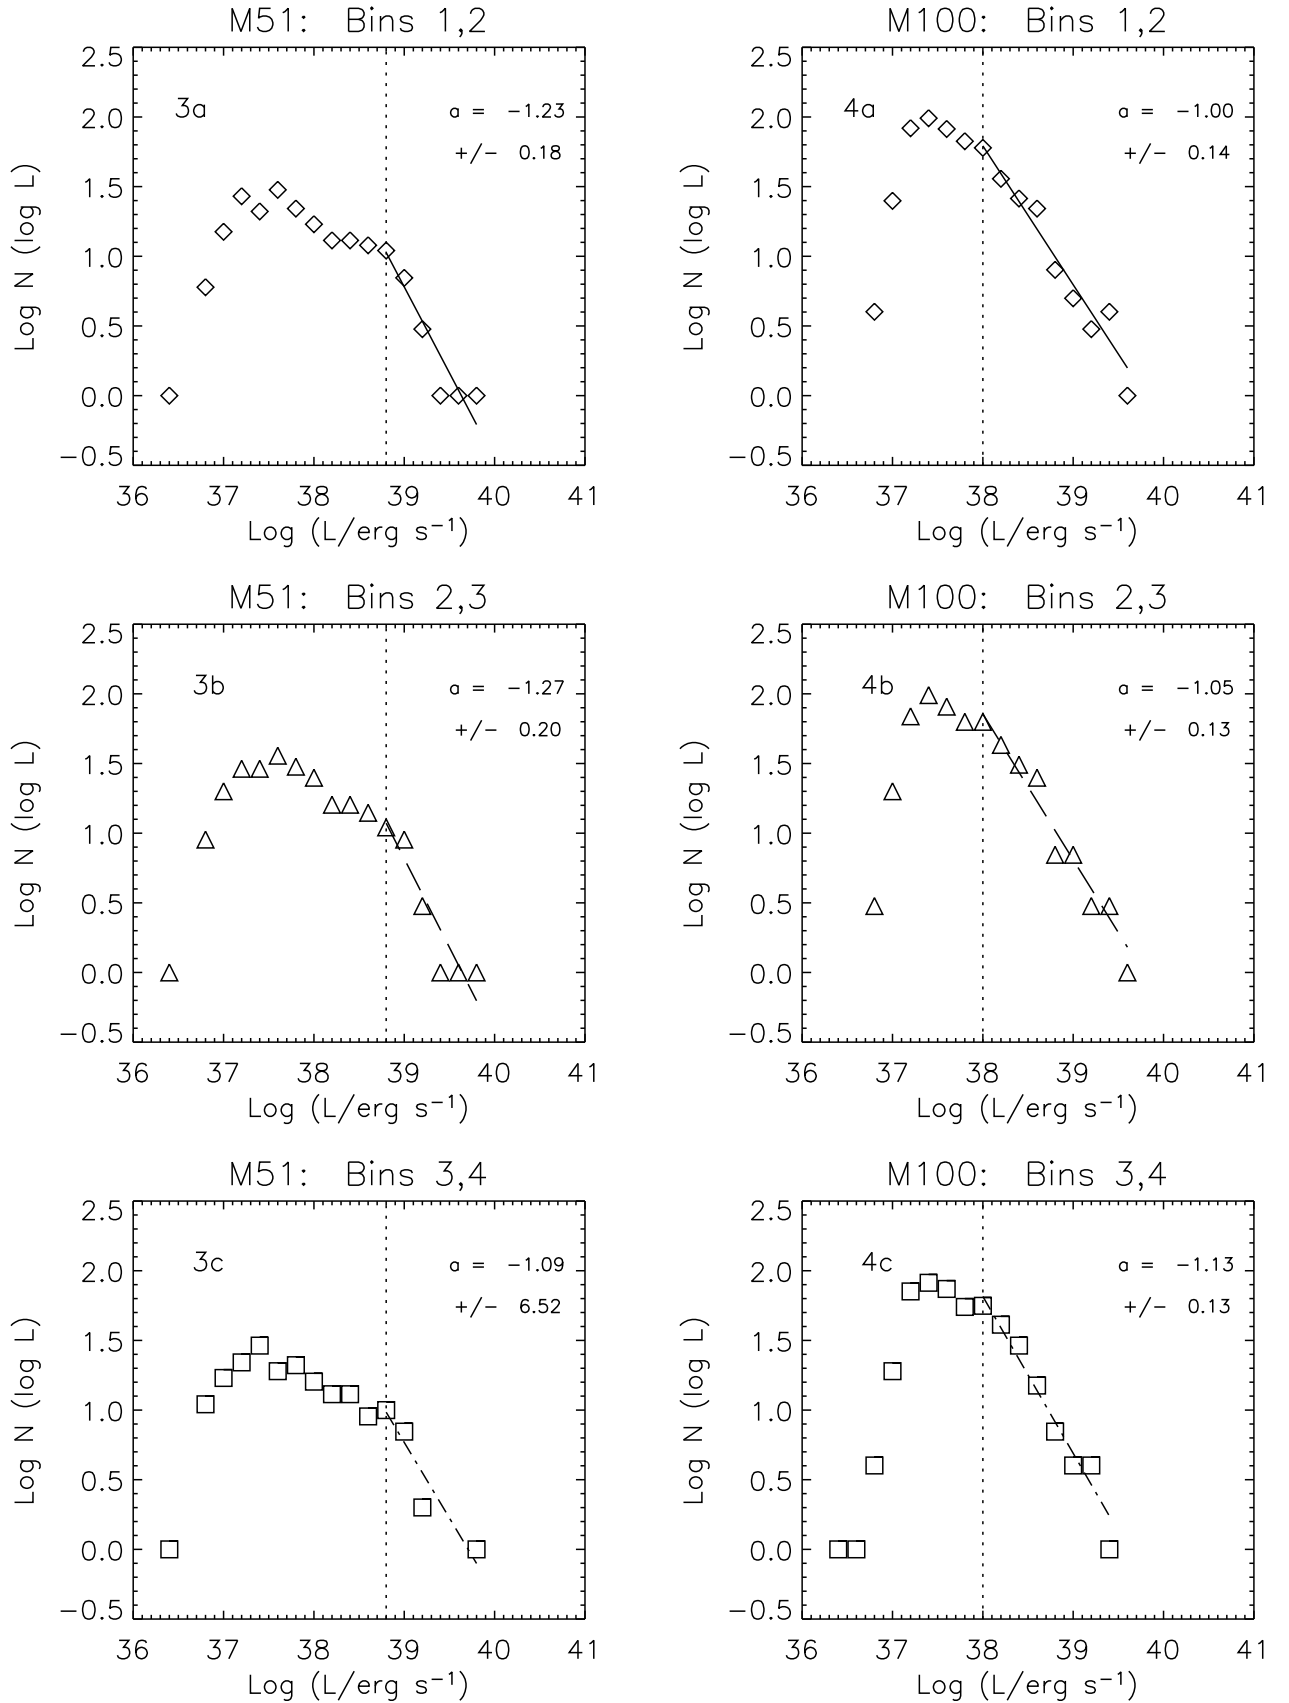 M51: Bins 1,2
2.5
2.0
1.5
1.0
0.5
0.0
−0.5
3a
a = −1.23
+/− 0.18
Log N (log L)
36 37 38 39 40 41
Log (L/erg s⁻¹)
M100: Bins 1,2
2.5
2.0
1.5
1.0
0.5
0.0
−0.5
4a
a = −1.00
+/− 0.14
Log N (log L)
36 37 38 39 40 41
Log (L/erg s⁻¹)
M51: Bins 2,3
2.5
2.0
1.5
1.0
0.5
0.0
−0.5
3b
a = −1.27
+/− 0.20
Log N (log L)
36 37 38 39 40 41
Log (L/erg s⁻¹)
M100: Bins 2,3
2.5
2.0
1.5
1.0
0.5
0.0
−0.5
4b
a = −1.05
+/− 0.13
Log N (log L)
36 37 38 39 40 41
Log (L/erg s⁻¹)
M51: Bins 3,4
2.5
2.0
1.5
1.0
0.5
0.0
−0.5
3c
a = −1.09
+/− 6.52
Log N (log L)
36 37 38 39 40 41
Log (L/erg s⁻¹)
M100: Bins 3,4
2.5
2.0
1.5
1.0
0.5
0.0
−0.5
4c
a = −1.13
+/− 0.13
Log N (log L)
36 37 38 39 40 41
Log (L/erg s⁻¹)